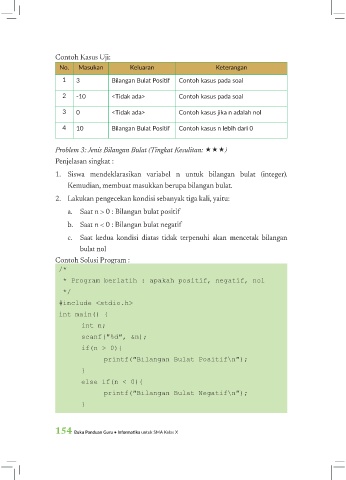 Contoh Kasus Uji:
No. Masukan Keluaran Keterangan
1 3 Bilangan Bulat Positif Contoh kasus pada soal
2 -10 <Tidak ada> Contoh kasus pada soal
3 0 <Tidak ada> Contoh kasus jika n adalah nol
4 10 Bilangan Bulat Positif Contoh kasus n lebih dari 0
Problem 3: Jenis Bilangan Bulat (Tingkat Kesulitan: ★★★)
Penjelasan singkat :
1. Siswa mendeklarasikan variabel n untuk bilangan bulat (integer).
Kemudian, membuat masukkan berupa bilangan bulat.
2. Lakukan pengecekan kondisi sebanyak tiga kali, yaitu:
a. Saat n > 0 : Bilangan bulat positif
b. Saat n < 0 : Bilangan bulat negatif
c. Saat kedua kondisi diatas tidak terpenuhi akan mencetak bilangan
bulat nol
Contoh Solusi Program :
/*
* Program berlatih : apakah positif, negatif, nol
*/
#include <stdio.h>
int main() {
int n;
scanf("%d”, &n);
if(n > 0){
printf(“Bilangan Bulat Positif\n”);
}
else if(n < 0){
printf(“Bilangan Bulat Negatif\n”);
}
154 Buku Panduan Guru • Informatika untuk SMA Kelas X